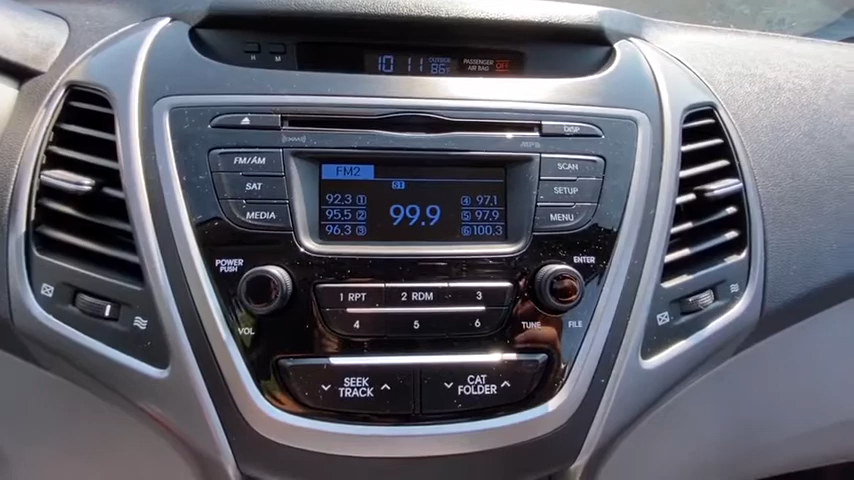 H M 10 11 OUTSIDE 86°F PASSENGER AIR BAG OFF
DISP
FM/AM
SAT
MEDIA
FM2
ST
92.3 1
95.5 2
96.3 3
99.9
4 97.1
5 97.9
6 100.3
SCAN
SETUP
MENU
POWER
PUSH
VOL
1 RPT 2 RDM 3
4 5 6
ENTER
TUNE
FILE
SEEK
TRACK
CAT
FOLDER